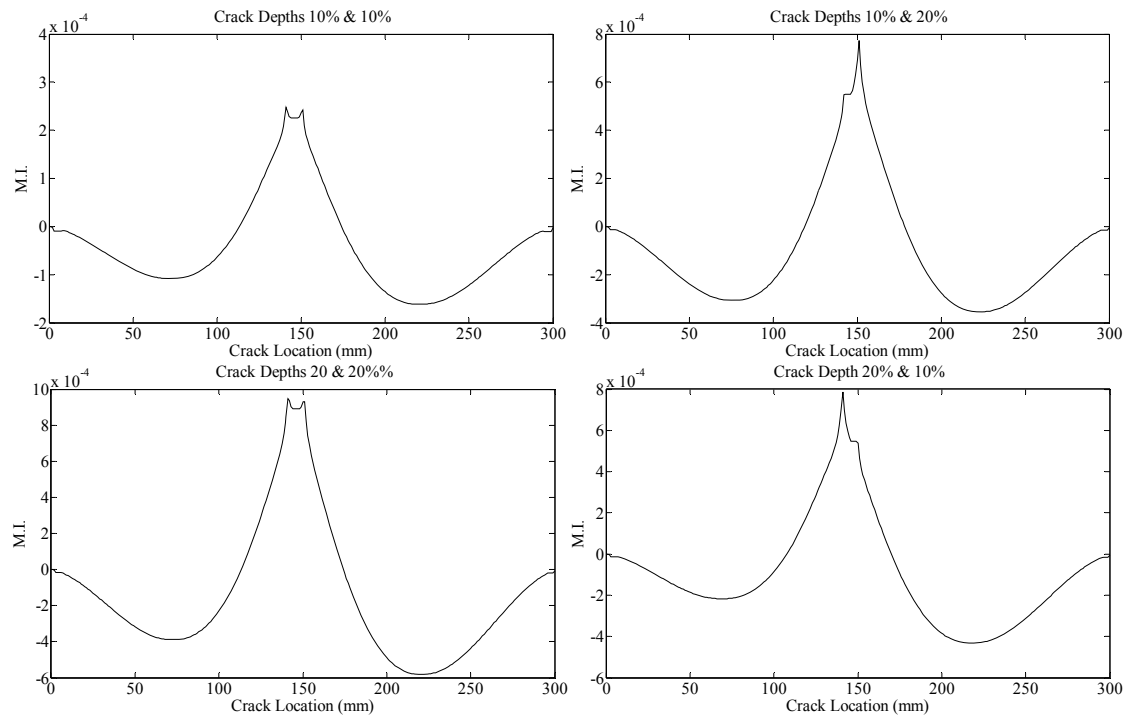 Crack Depths 10% & 10%
x 10-4
4
3
2
1
0
-1
-2
M.I.
0 50 100 150 200 250 300
Crack Location (mm)
Crack Depths 10% & 20%
x 10-4
8
6
4
2
0
-2
-4
M.I.
0 50 100 150 200 250 300
Crack Location (mm)
Crack Depths 20 & 20%%
x 10-4
10
8
6
4
2
0
-2
-4
-6
M.I.
0 50 100 150 200 250 300
Crack Location (mm)
Crack Depth 20% & 10%
x 10-4
8
6
4
2
0
-2
-4
-6
M.I.
0 50 100 150 200 250 300
Crack Location (mm)